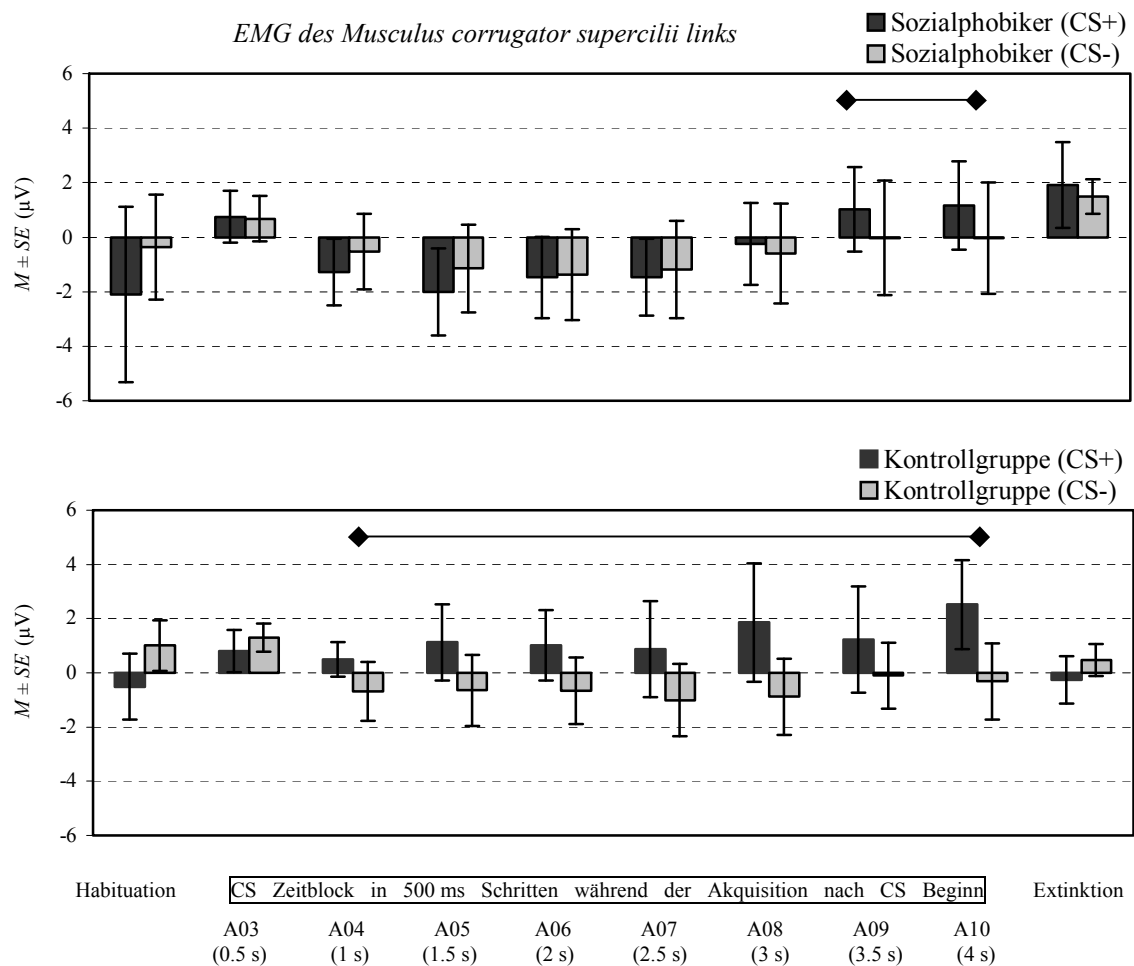 EMG des Musculus corrugator supercilii links
Sozialphobiker (CS+)
Sozialphobiker (CS-)
6
4
2
0
-2
-4
-6
M ± SE (µV)
Kontrollgruppe (CS+)
Kontrollgruppe (CS-)
6
4
2
0
-2
-4
-6
M ± SE (µV)
Habituation CS Zeitblock in 500 ms Schritten während der Akquisition nach CS Beginn Extinktion
A03 A04 A05 A06 A07 A08 A09 A10
(0.5 s) (1 s) (1.5 s) (2 s) (2.5 s) (3 s) (3.5 s) (4 s)